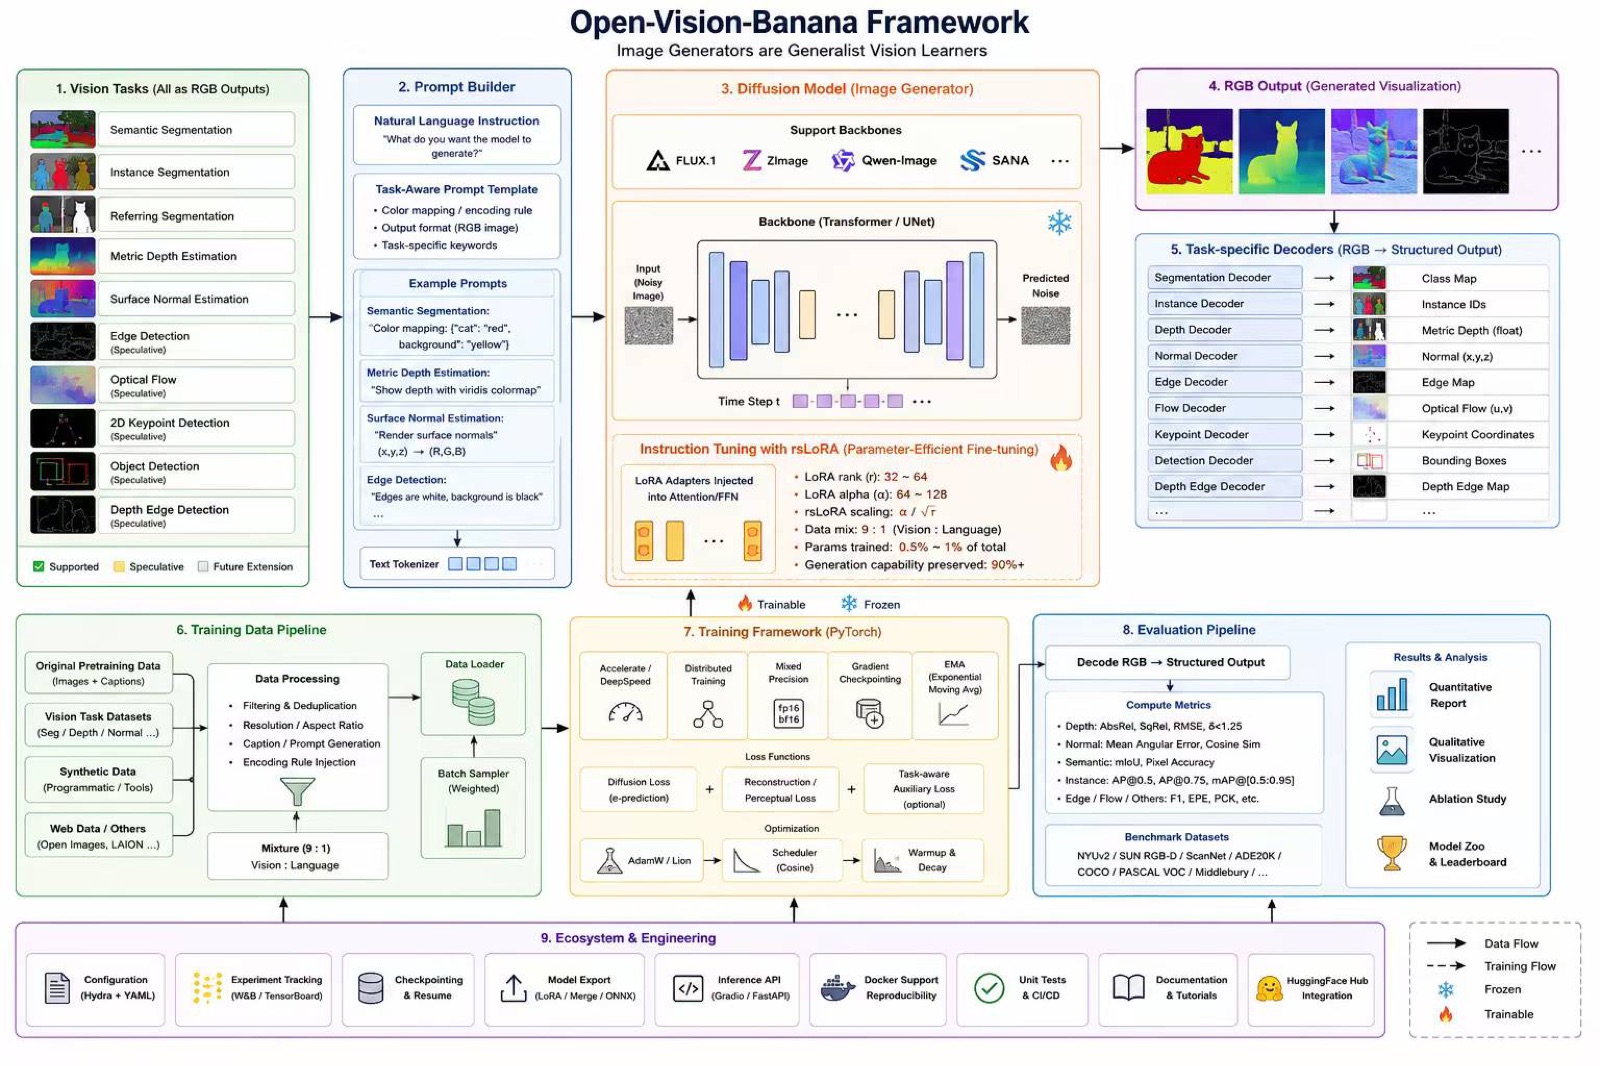 Open-Vision-Banana Framework
Image Generators are Generalist Vision Learners
1. Vision Tasks (All as RGB Outputs)
Semantic Segmentation
Instance Segmentation
Referring Segmentation
Metric Depth Estimation
Surface Normal Estimation
Edge Detection
(Speculative)
Optical Flow
(Speculative)
2D Keypoint Detection
(Speculative)
Object Detection
(Speculative)
Depth Edge Detection
(Speculative)
Supported
Speculative
Future Extension
2. Prompt Builder
Natural Language Instruction
"What do you want the model to
generate?"
Task-Aware Prompt Template
• Color mapping / encoding rule
• Output format (RGB image)
• Task-specific keywords
Example Prompts
Semantic Segmentation:
"Color mapping: {"cat": "red",
background": "yellow"}
Metric Depth Estimation:
"Show depth with viridis colormap"
Surface Normal Estimation:
"Render surface normals"
(x,y,z) → (R,G,B)
Edge Detection:
"Edges are white, background is black"
...
Text Tokenizer
3. Diffusion Model (Image Generator)
Support Backbones
FLUX.1
ZImage
Qwen-Image
SANA
...
Backbone (Transformer / UNet)
Input
(Noisy
Image)
...
Predicted
Noise
Time Step t
...
Instruction Tuning with rsLoRA (Parameter-Efficient Fine-tuning)
LoRA Adapters Injected
into Attention/FFN
...
• LoRA rank (r): 32 ~ 64
• LoRA alpha (α): 64 ~ 128
• rsLoRA scaling: α / √r
• Data mix: 9 : 1 (Vision : Language)
• Params trained: 0.5% ~ 1% of total
• Generation capability preserved: 90%+
Trainable
Frozen
4. RGB Output (Generated Visualization)
...
5. Task-specific Decoders (RGB → Structured Output)
Segmentation Decoder → Class Map
Instance Decoder → Instance IDs
Depth Decoder → Metric Depth (float)
Normal Decoder → Normal (x,y,z)
Edge Decoder → Edge Map
Flow Decoder → Optical Flow (u,v)
Keypoint Decoder → Keypoint Coordinates
Detection Decoder → Bounding Boxes
Depth Edge Decoder → Depth Edge Map
... → ...
6. Training Data Pipeline
Original Pretraining Data
(Images + Captions)
Vision Task Datasets
(Seg / Depth / Normal ...)
Synthetic Data
(Programmatic / Tools)
Web Data / Others
(Open Images, LAION ...)
Data Processing
• Filtering & Deduplication
• Resolution / Aspect Ratio
• Caption / Prompt Generation
• Encoding Rule Injection
Mixture (9 : 1)
Vision : Language
Data Loader
Batch Sampler
(Weighted)
7. Training Framework (PyTorch)
Accelerate /
DeepSpeed
Distributed
Training
Mixed
Precision
fp16
bf16
Gradient
Checkpointing
EMA
(Exponential
Moving Avg)
Loss Functions
Diffusion Loss
(e-prediction)
+
Reconstruction /
Perceptual Loss
+
Task-aware
Auxiliary Loss
(optional)
Optimization
AdamW / Lion
Scheduler
(Cosine)
Warmup &
Decay
8. Evaluation Pipeline
Decode RGB → Structured Output
Compute Metrics
• Depth: AbsRel, SqRel, RMSE, δ<1.25
• Normal: Mean Angular Error, Cosine Sim
• Semantic: mIoU, Pixel Accuracy
• Instance: AP@0.5, AP@0.75, mAP@[0.5:0.95]
• Edge / Flow / Others: F1, EPE, PCK, etc.
Benchmark Datasets
NYUv2 / SUN RGB-D / ScanNet / ADE20K /
COCO / PASCAL VOC / Middlebury / ...
Results & Analysis
Quantitative
Report
Qualitative
Visualization
Ablation Study
Model Zoo
& Leaderboard
9. Ecosystem & Engineering
Configuration
(Hydra + YAML)
Experiment Tracking
(W&B / TensorBoard)
Checkpointing
& Resume
Model Export
(LoRA / Merge / ONNX)
Inference API
(Gradio / FastAPI)
Docker Support
Reproducibility
Unit Tests
& CI/CD
Documentation
& Tutorials
HuggingFace Hub
Integration
Data Flow
Training Flow
Frozen
Trainable